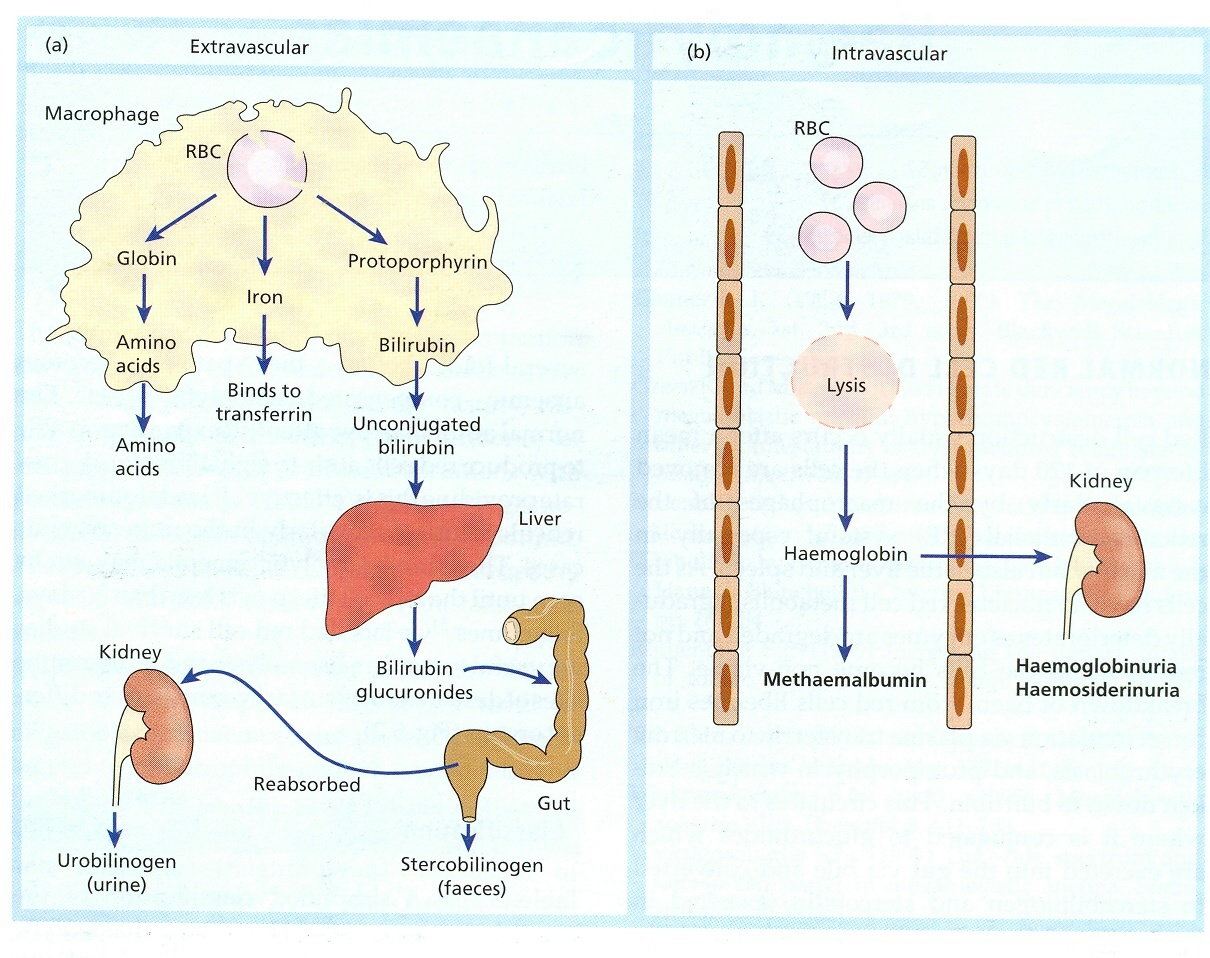 (a)
Extravascular
Macrophage
RBC
Globin
Iron
Protoporphyrin
Amino
acids
Bilirubin
Binds to
transferrin
Amino
acids
Unconjugated
bilirubin
Liver
Bilirubin
glucuronides
Kidney
Reabsorbed
Gut
Urobilinogen
(urine)
Stercobilinogen
(faeces)
(b)
Intravascular
RBC
Lysis
Haemoglobin
Kidney
Methaemalbumin
Haemoglobinuria
Haemosiderinuria